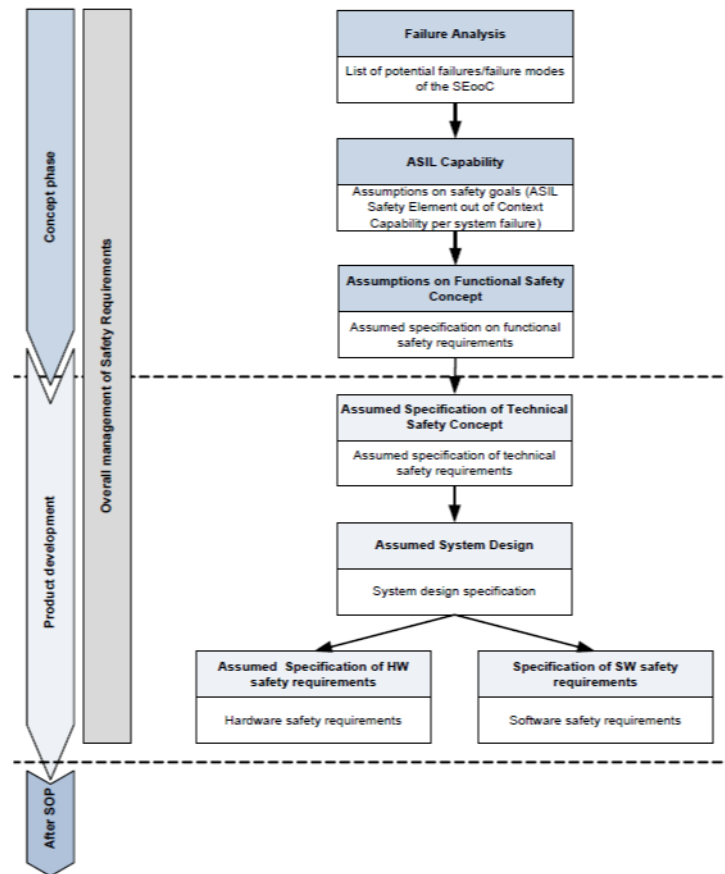 Concept phase
Product development
After SOP
Overall management of Safety Requirements
Failure Analysis
List of potential failures/failure modes
of the SEooC
ASIL Capability
Assumptions on safety goals (ASIL
Safety Element out of Context
Capability per system failure)
Assumptions on Functional Safety
Concept
Assumed specification on functional
safety requirements
Assumed Specification of Technical
Safety Concept
Assumed specification of technical
safety requirements
Assumed System Design
System design specification
Assumed Specification of HW
safety requirements
Hardware safety requirements
Specification of SW safety
requirements
Software safety requirements